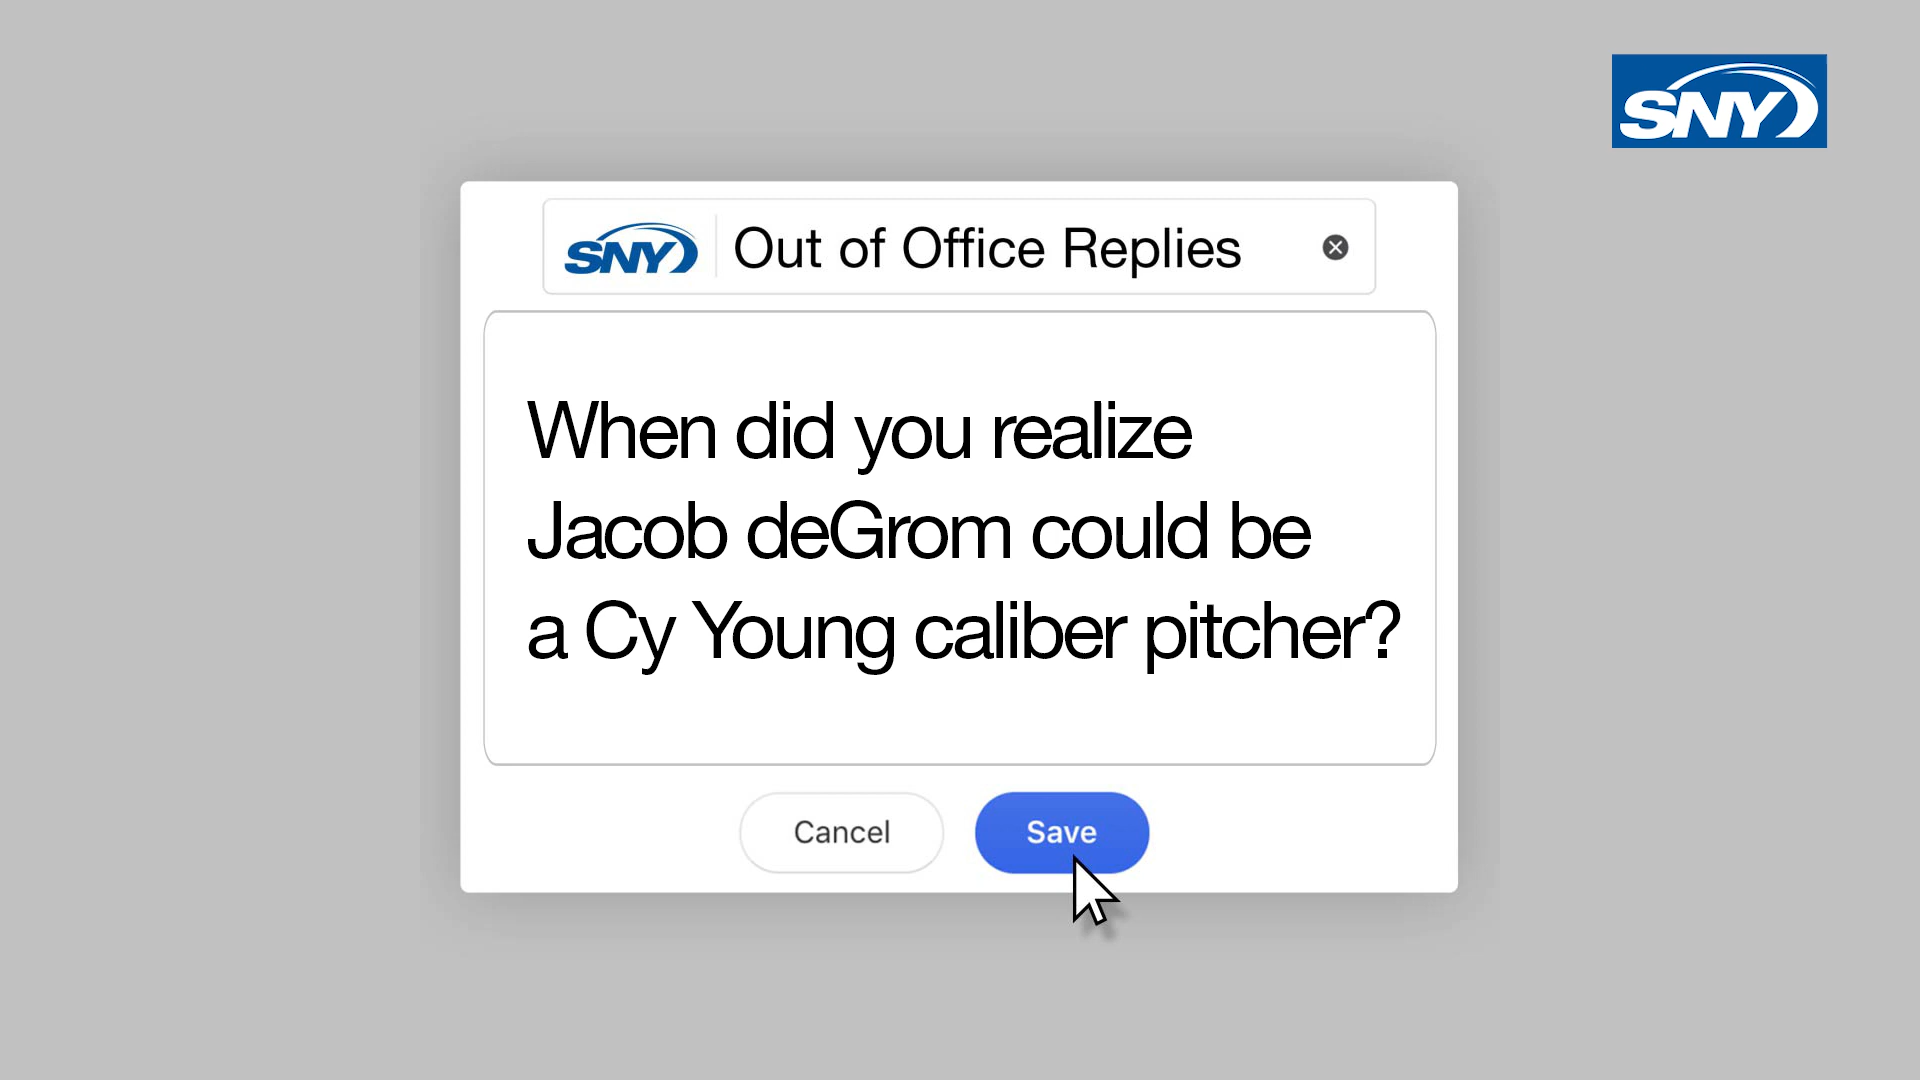 SNY
SNY Out of Office Replies
When did you realize
Jacob deGrom could be
a Cy Young caliber pitcher?
Cancel Save